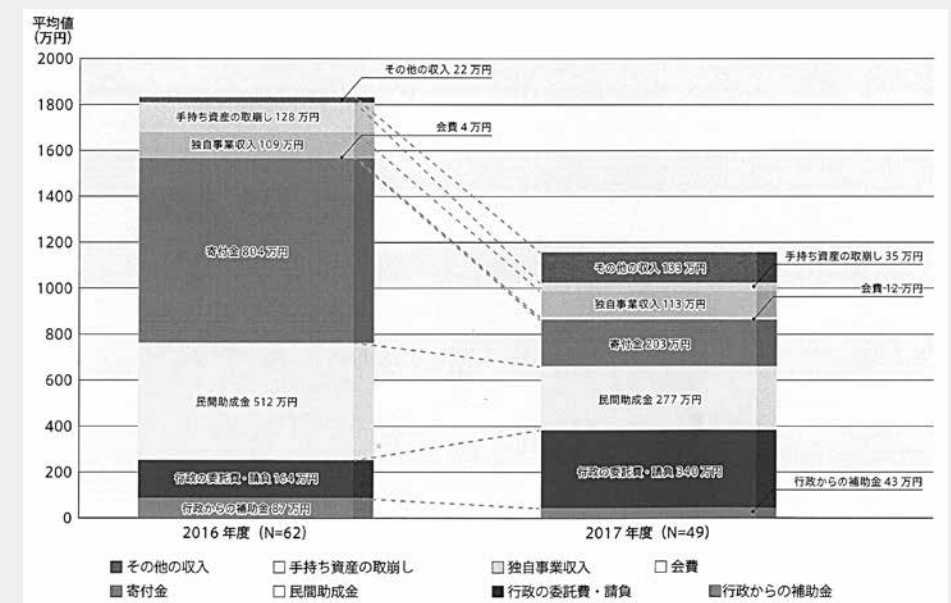 平均値
(万円)
2000
1800
1600
1400
1200
1000
800
600
400
200
0
その他の収入 22 万円
手持ち資産の取崩し 128 万円
会費 4 万円
独自事業収入 109 万円
寄付金 804 万円
民間助成金 512 万円
行政の委託費・請負 164 万円
行政からの補助金 87 万円
その他の収入 133 万円
手持ち資産の取崩し 35 万円
会費 12 万円
独自事業収入 113 万円
寄付金 203 万円
民間助成金 277 万円
行政の委託費・請負 340 万円
行政からの補助金 43 万円
2016 年度（N=62） 2017 年度（N=49）
その他の収入 手持ち資産の取崩し 独自事業収入 会費
寄付金 民間助成金 行政の委託費・請負 行政からの補助金